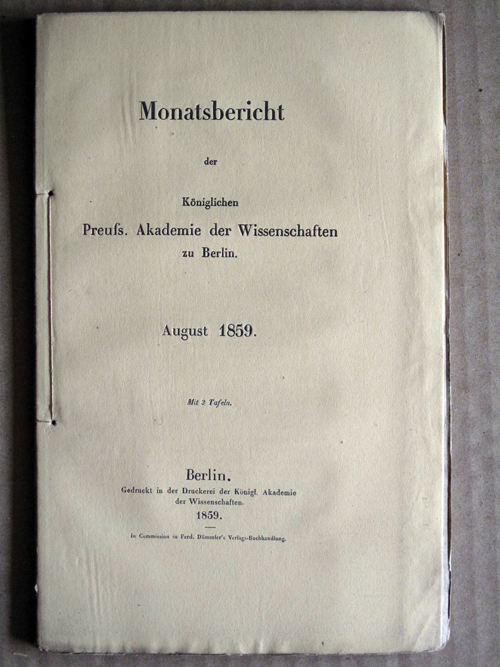 Monatsbericht
der
Königlichen
Preuſs. Akademie der Wissenschaften
zu Berlin.
August 1859.
Mit 2 Tafeln.
Berlin.
Gedruckt in der Druckerei der Königl. Akademie
der Wissenschaften.
1859.
In Commission in Ferd. Dümmler's Verlags-Buchhandlung.